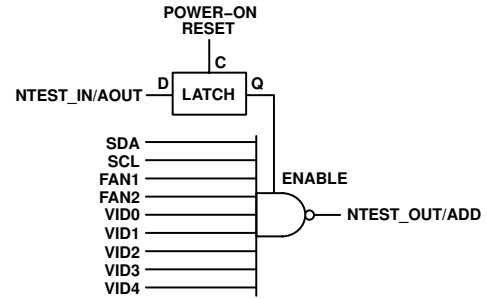 POWER–ON
RESET
C
D
Q
NTEST_IN/AOUT
LATCH
SDA
SCL
FAN1
ENABLE
FAN2
VID0
NTEST_OUT/ADD
VID1
VID2
VID3
VID4